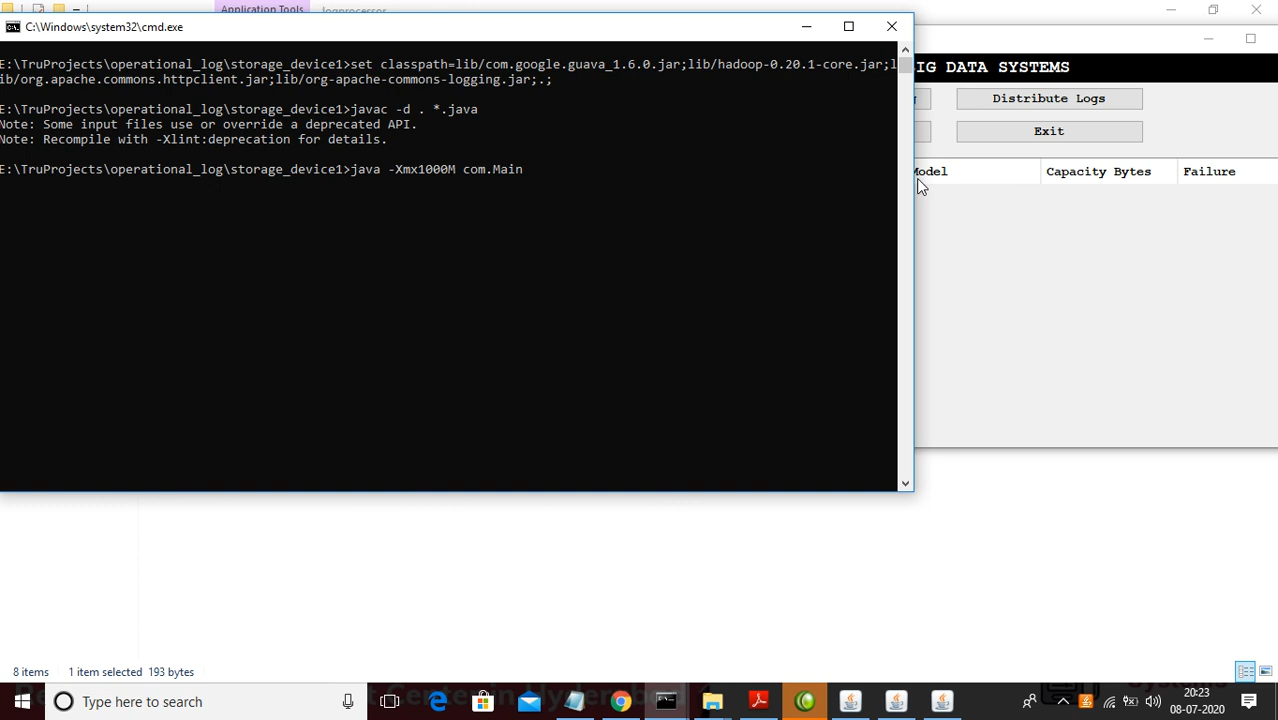 Application Tools
logprocessor
C:\Windows\system32\cmd.exe
E:\TruProjects\operational_log\storage_device1>set classpath=lib/com.google.guava_1.6.0.jar;lib/hadoop-0.20.1-core.jar;l
ib/org.apache.commons.httpclient.jar;lib/org-apache-commons-logging.jar;.;
E:\TruProjects\operational_log\storage_device1>javac -d . *.java
Note: Some input files use or override a deprecated API.
Note: Recompile with -Xlint:deprecation for details.
E:\TruProjects\operational_log\storage_device1>java -Xmx1000M com.Main
IG DATA SYSTEMS
Distribute Logs
Exit
Model Capacity Bytes Failure
8 items 1 item selected 193 bytes
Type here to search
20:23
08-07-2020